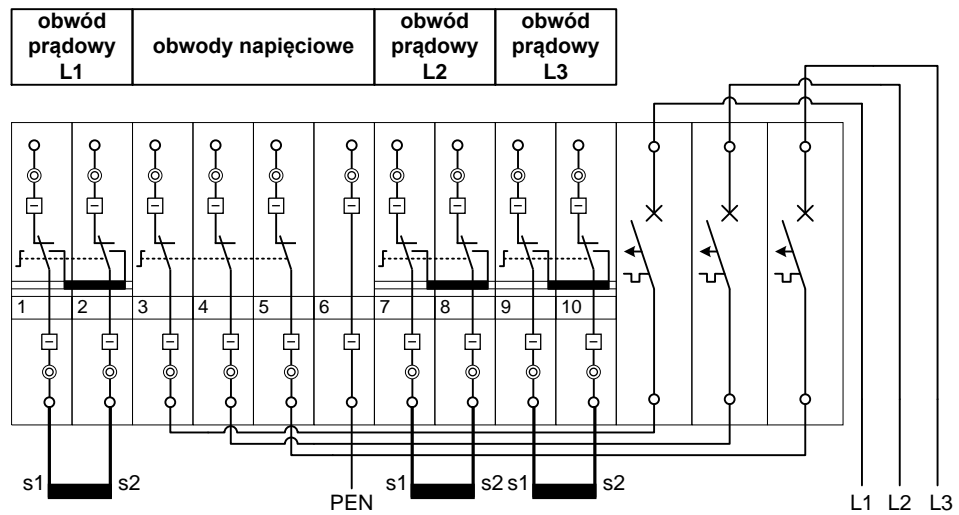 obwód
prądowy
L1
obwody napięciowe
obwód
prądowy
L2
obwód
prądowy
L3
1 2 3 4 5 6 7 8 9 10
s1 s2 PEN s1 s2 s1 s2 L1 L2 L3